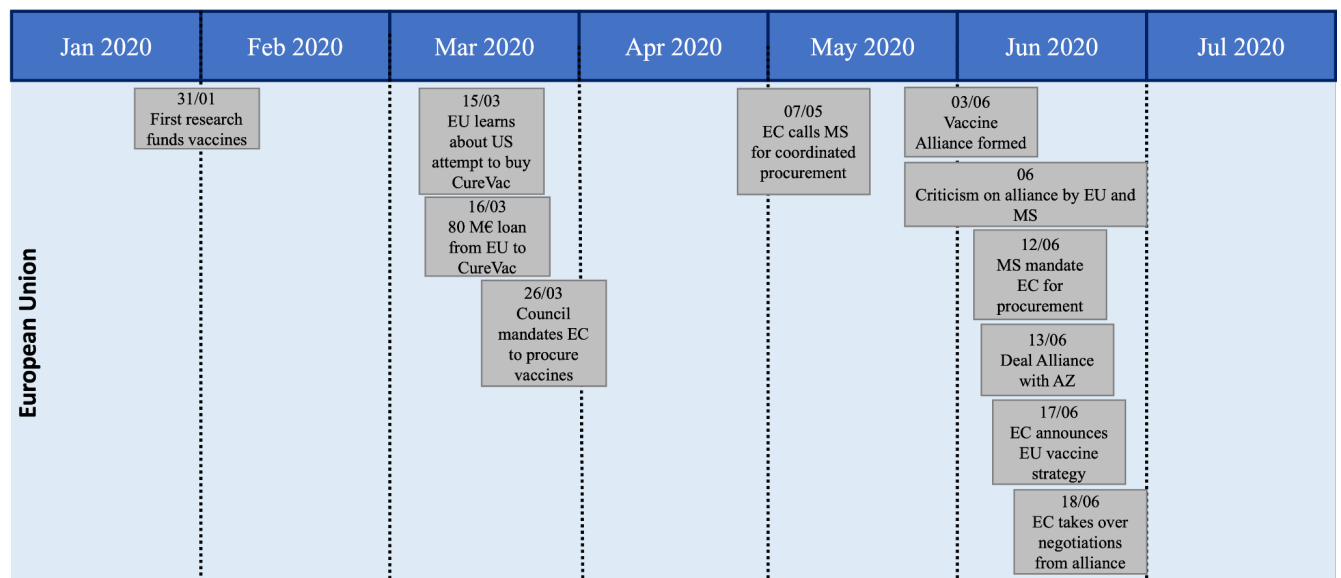 Jan 2020
Feb 2020
Mar 2020
Apr 2020
May 2020
Jun 2020
Jul 2020
European Union
31/01
First research
funds vaccines
15/03
EU learns
about US
attempt to buy
CureVac
16/03
80 M€ loan
from EU to
CureVac
26/03
Council
mandates EC
to procure
vaccines
07/05
EC calls MS
for coordinated
procurement
03/06
Vaccine
Alliance formed
06
Criticism on alliance by EU and
MS
12/06
MS mandate
EC for
procurement
13/06
Deal Alliance
with AZ
17/06
EC announces
EU vaccine
strategy
18/06
EC takes over
negotiations
from alliance